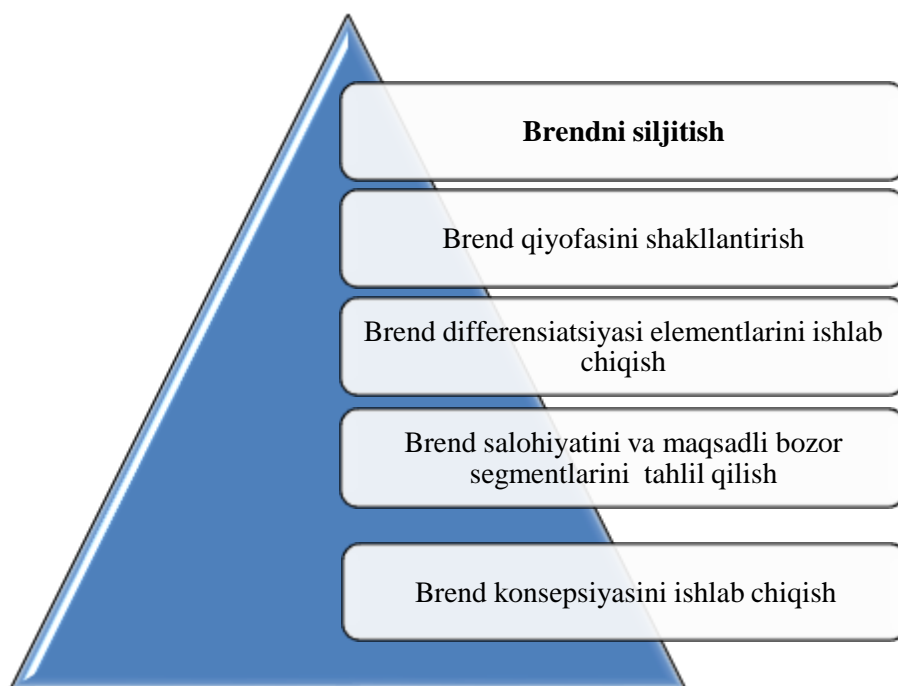 Brendni siljitish
Brend qiyofasini shakllantirish
Brend differensiatsiyasi elementlarini ishlab
chiqish
Brend salohiyatini va maqsadli bozor
segmentlarini tahlil qilish
Brend konsepsiyasini ishlab chiqish